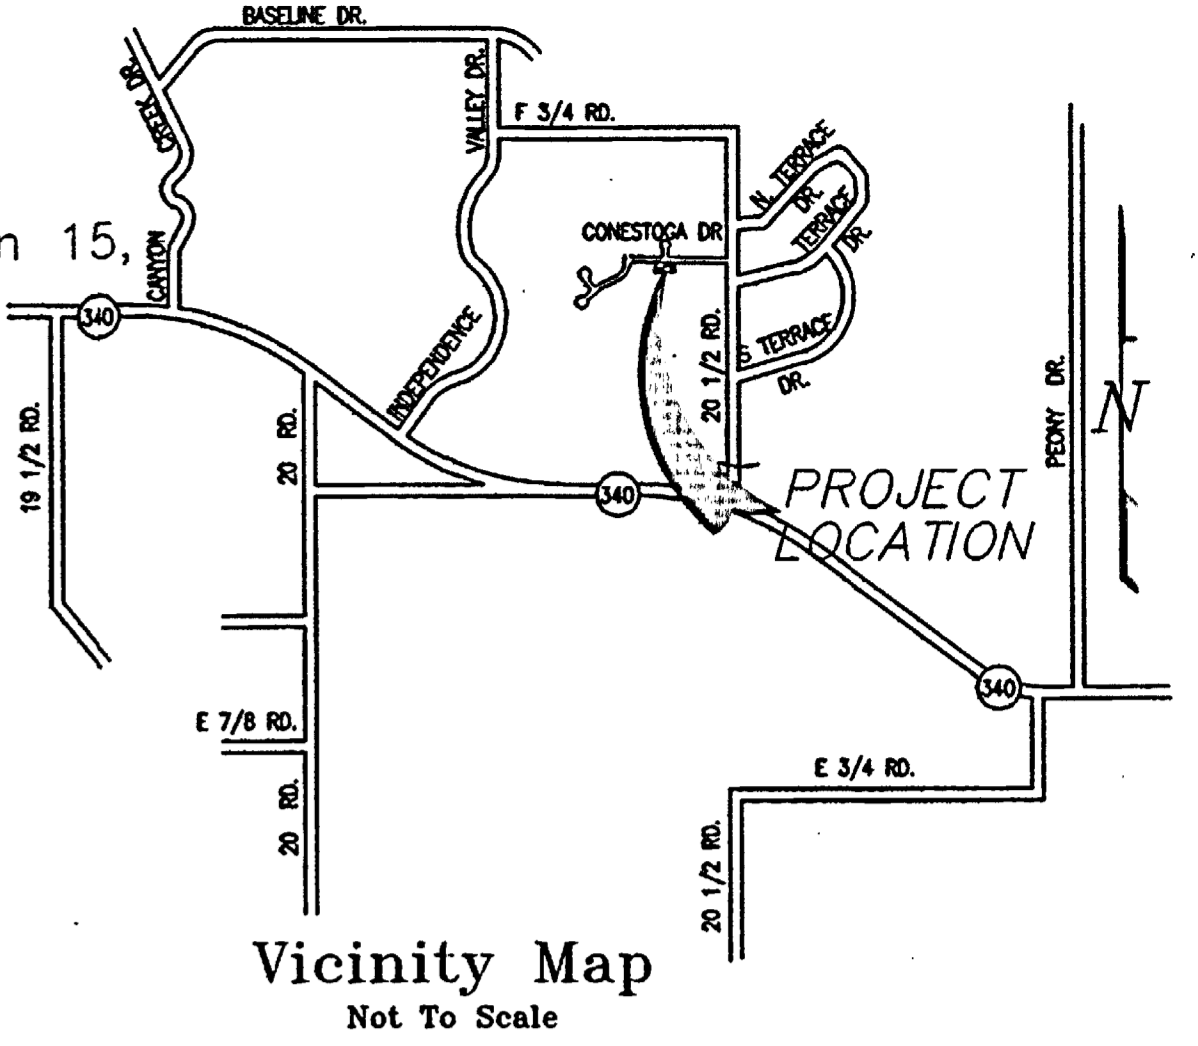 BASELINE DR.
CREEK DR.
VALLEY DR.
F 3/4 RD.
N. TERRACE
DR.
TERRACE
DR.
15,
CANYON
CONESTOGA DR
340
INDEPENDENCE
20 1/2 RD.
S TERRACE
DR.
19 1/2 RD.
20 RD.
PEONY DR.
N
340
PROJECT
LOCATION
340
E 7/8 RD.
E 3/4 RD.
20 RD.
20 1/2 RD.
Vicinity Map
Not To Scale